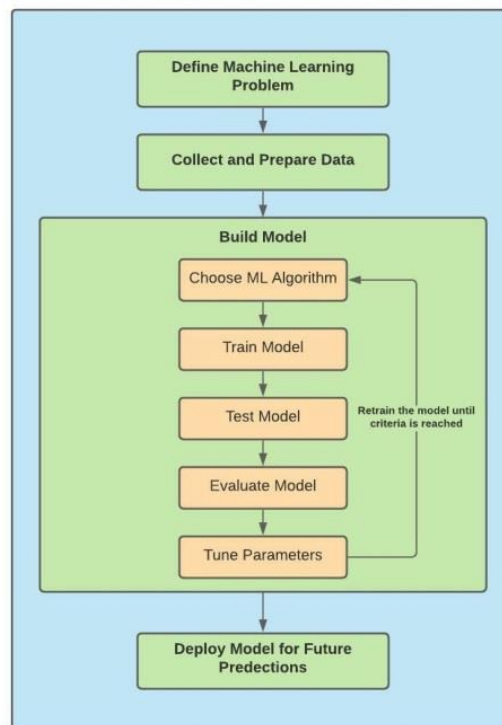 Define Machine Learning
Problem
Collect and Prepare Data
Build Model
Choose ML Algorithm
Train Model
Test Model
Retrain the model until
criteria is reached
Evaluate Model
Tune Parameters
Deploy Model for Future
Predections